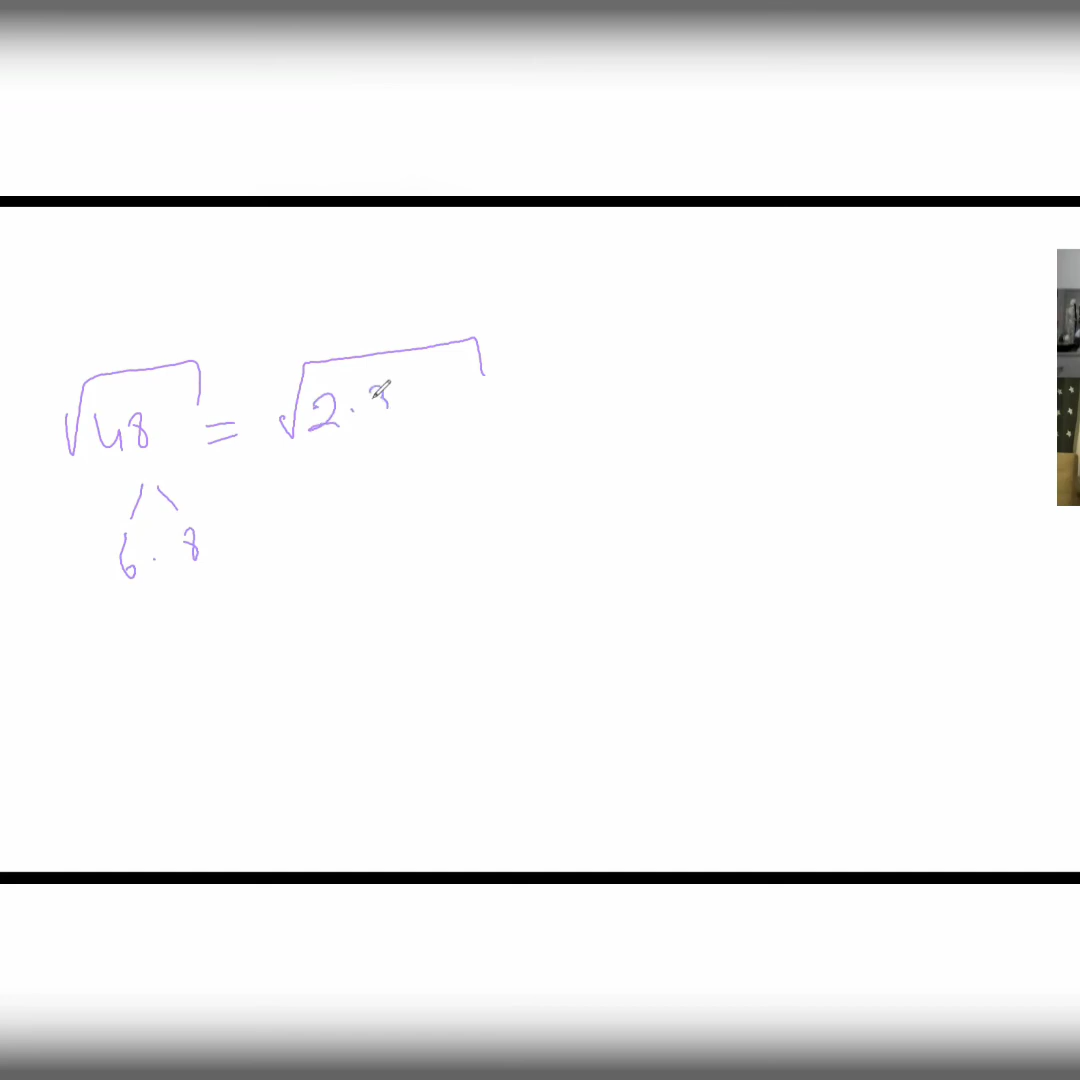 √48 = √2.3
6.8